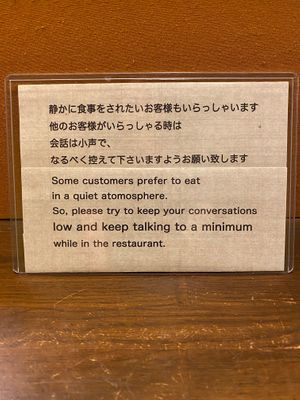 静かに食事をされたいお客様もいらっしゃいます
他のお客様がいらっしゃる時は
会話は小声で、
なるべく控えて下さいますようお願い致します
Some customers prefer to eat
in a quiet atomosphere.
So, please try to keep your conversations
low and keep talking to a minimum
while in the restaurant.